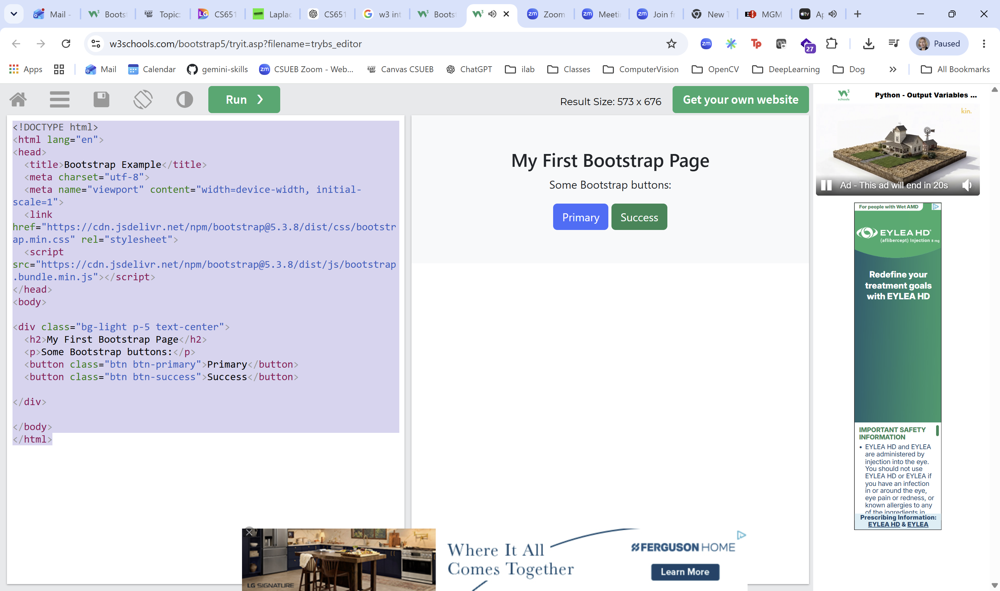 Mail -
Boots
Topic:
CS651
Laplac
CS651
w3 int
Boots
Zoom
Meeti
Join fr
New T
MGM
Ap
w3schools.com/bootstrap5/tryit.asp?filename=trybs_editor
27
Paused
Apps
Mail
Calendar
gemini-skills
CSUEB Zoom - Web...
Canvas CSUEB
ChatGPT
ilab
Classes
ComputerVision
OpenCV
DeepLearning
Dog
All Bookmarks
Run ❯
Result Size: 573 x 676
Get your own website
<!DOCTYPE html>
<html lang="en">
<head>
  <title>Bootstrap Example</title>
  <meta charset="utf-8">
  <meta name="viewport" content="width=device-width, initial-
scale=1">
  <link
href="https://cdn.jsdelivr.net/npm/bootstrap@5.3.8/dist/css/bootstr
ap.min.css" rel="stylesheet">
  <script
src="https://cdn.jsdelivr.net/npm/bootstrap@5.3.8/dist/js/bootstrap
.bundle.min.js"></script>
</head>
<body>
<div class="bg-light p-5 text-center">
  <h2>My First Bootstrap Page</h2>
  <p>Some Bootstrap buttons:</p>
  <button class="btn btn-primary">Primary</button>
  <button class="btn btn-success">Success</button>
</div>
</body>
</html>
My First Bootstrap Page
Some Bootstrap buttons:
Primary
Success
schools
Python - Output Variables ...
kin.
Ad - This ad will end in 20s
For people with Wet AMD
EYLEA HD®
(aflibercept) Injection 8 mg
Redefine your
treatment goals
with EYLEA HD
IMPORTANT SAFETY
INFORMATION
• EYLEA HD and EYLEA
are administered by
injection into the eye.
You should not use
EYLEA HD or EYLEA if
you have an infection
in or around the eye,
eye pain or redness, or
known allergies to any
of the ingredients in
Prescribing Information:
EYLEA HD & EYLEA
LG SIGNATURE
Where It All
Comes Together
FERGUSON HOME
Learn More